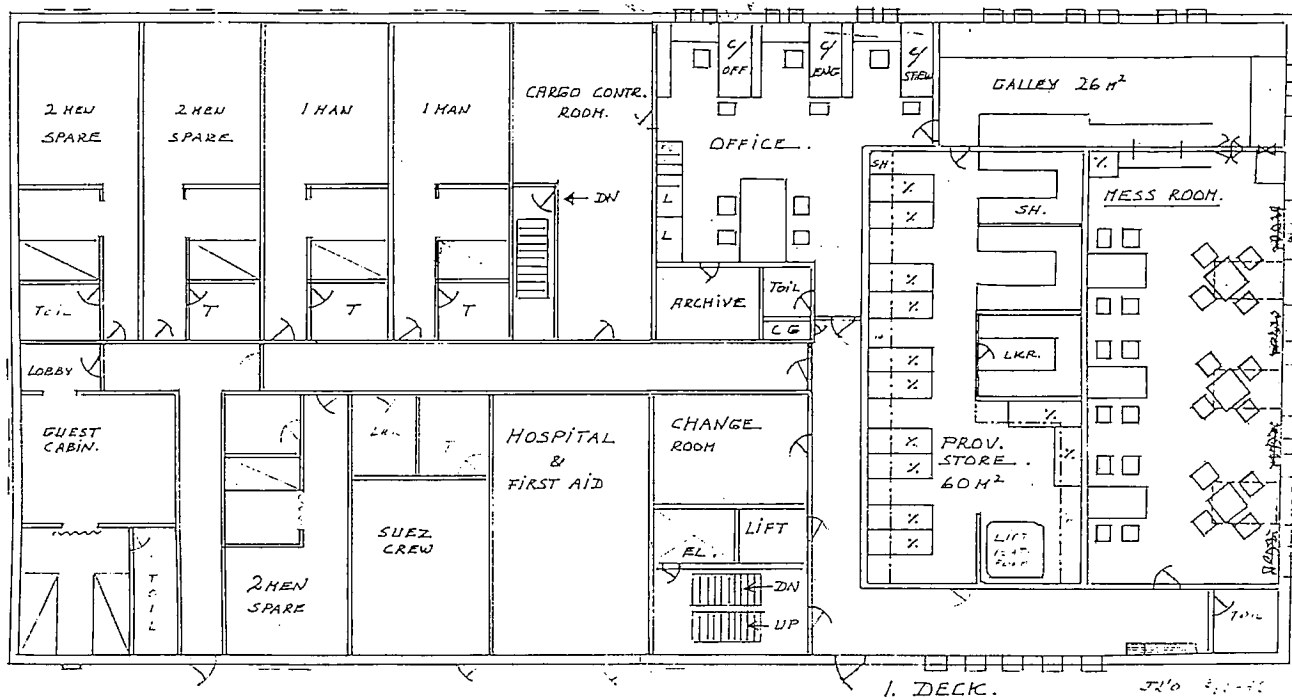 2 MEN
SPARE
2 MEN
SPARE
1 MAN
1 MAN
CARGO CONTR.
ROOM.
C/
OFF
C/
ENG
C/
STEW
GALLEY 26 M²
OFFICE.
← DN
L
L
SH
%
%
%
%
%
%
%
%
%
%
SH.
%
MESS ROOM.
TOIL
T
T
T
ARCHIVE
TOIL
C G
LKR.
%
%
LOBBY
GUEST
CABIN.
TOIL
2 MEN
SPARE
T
SUEZ
CREW
HOSPITAL
&
FIRST AID
CHANGE
ROOM
EL.
LIFT
DN
UP
PROV.
STORE.
60 M²
LIFT
TOIL
1. DECK.